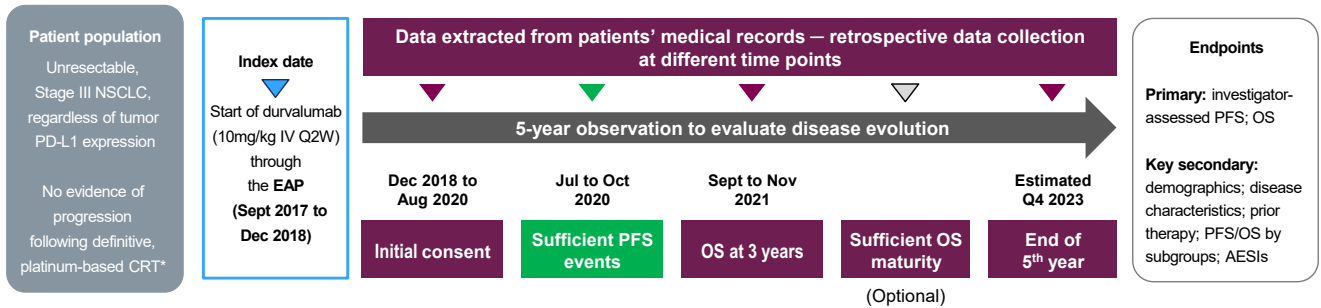 Patient population
Unresectable,
Stage III NSCLC,
regardless of tumor
PD-L1 expression
No evidence of
progression
following definitive,
platinum-based CRT*
Index date
Start of durvalumab
(10mg/kg IV Q2W)
through
the EAP
(Sept 2017 to
Dec 2018)
Data extracted from patients’ medical records — retrospective data collection
at different time points
5-year observation to evaluate disease evolution
Dec 2018 to
Aug 2020
Initial consent
Jul to Oct
2020
Sufficient PFS
events
Sept to Nov
2021
OS at 3 years
Sufficient OS
maturity
(Optional)
Estimated
Q4 2023
End of
5th year
Endpoints
Primary: investigator-
assessed PFS; OS
Key secondary:
demographics; disease
characteristics; prior
therapy; PFS/OS by
subgroups; AESIs